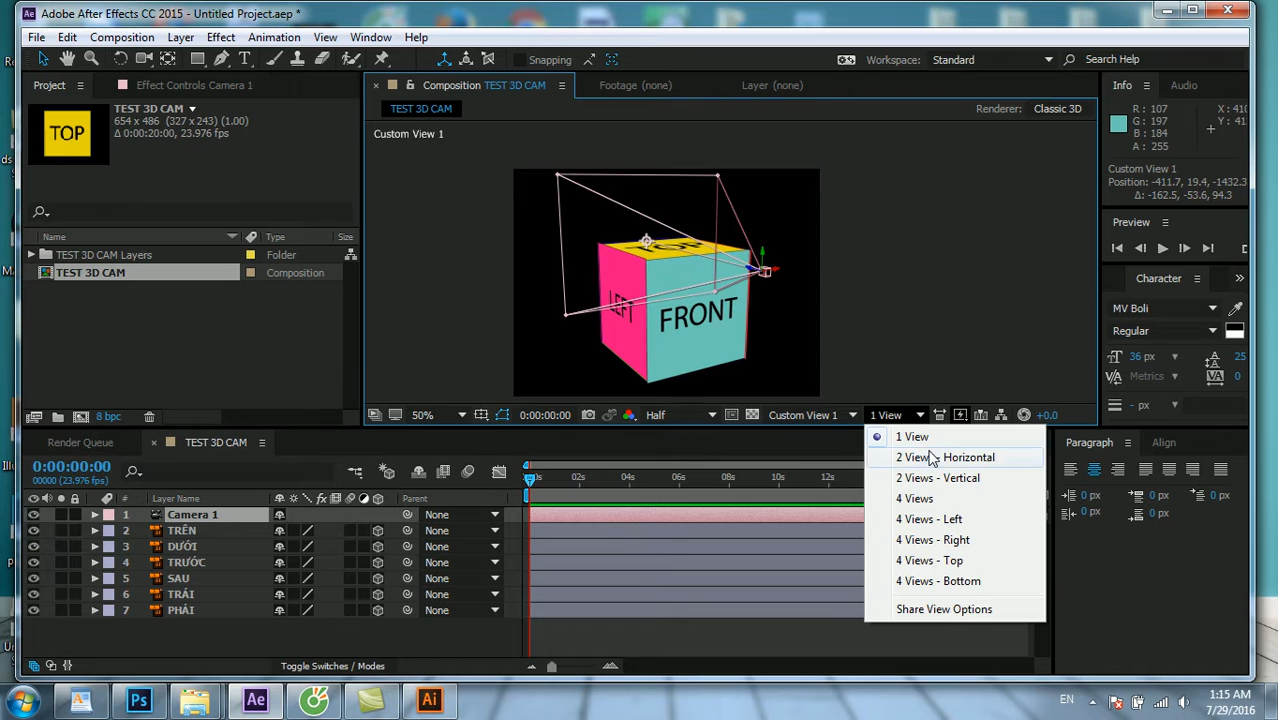 Adobe After Effects CC 2015 - Untitled Project.aep *
File Edit Composition Layer Effect Animation View Window Help
Snapping
Workspace: Standard
Search Help
Project
Effect Controls Camera 1
TOP
TEST 3D CAM
654 x 486 (327 x 243) (1.00)
Δ 0:00:20:00, 23.976 fps
Name Type Size
TEST 3D CAM Layers Folder
TEST 3D CAM Composition
8 bpc
Composition TEST 3D CAM
Footage (none)
Layer (none)
TEST 3D CAM
Renderer: Classic 3D
Custom View 1
LEFT
FRONT
50%
0:00:00:00
Half
Custom View 1
1 View
+0.0
1 View
2 Views - Horizontal
2 Views - Vertical
4 Views
4 Views - Left
4 Views - Right
4 Views - Top
4 Views - Bottom
Share View Options
Info Audio
R : 107
G : 197
B : 184
A : 255
Custom View 1
Position: -411.7, 19.4, -1432.3
Δ: -162.5, -53.6, 94.3
Preview
Character
MV Boli
Regular
36 px
25
Metrics
0
- px
Paragraph Align
0 px 0 px
0 px 0 px
Render Queue
TEST 3D CAM
0:00:00:00
00000 (23.976 fps)
# Layer Name Parent
02s 04s 06s 08s 10s 12s
1 Camera 1 None
2 TRÊN None
3 DƯỚI None
4 TRƯỚC None
5 SAU None
6 TRÁI None
7 PHẢI None
Toggle Switches / Modes
Ps
Ae
Ai
EN
1:15 AM
7/29/2016